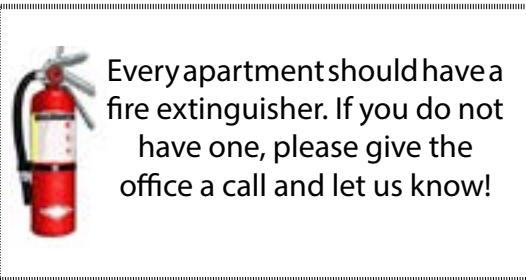 Every apartment should have a
fire extinguisher. If you do not
have one, please give the
office a call and let us know!